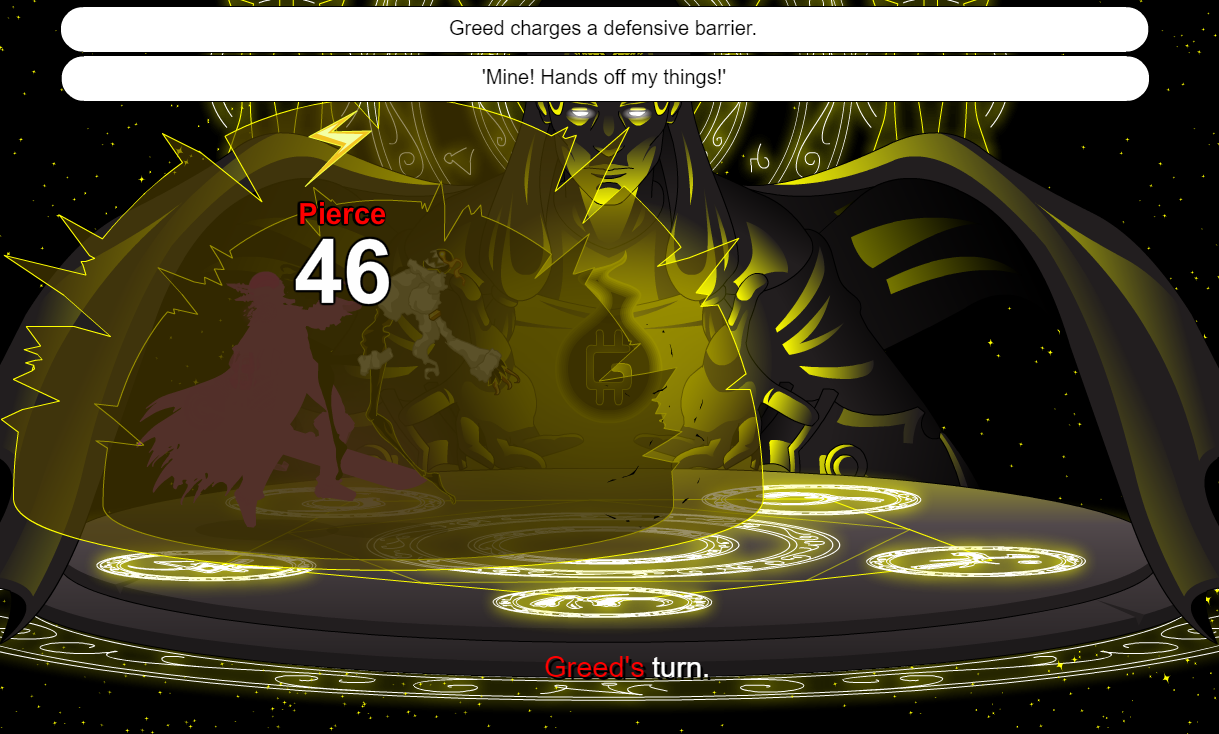 Greed charges a defensive barrier.
'Mine! Hands off my things!'
Pierce
46
Greed's turn.